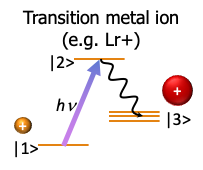 Transition metal ion
(e.g. Lr+)
|2>
hν
+
+
|3>
|1>